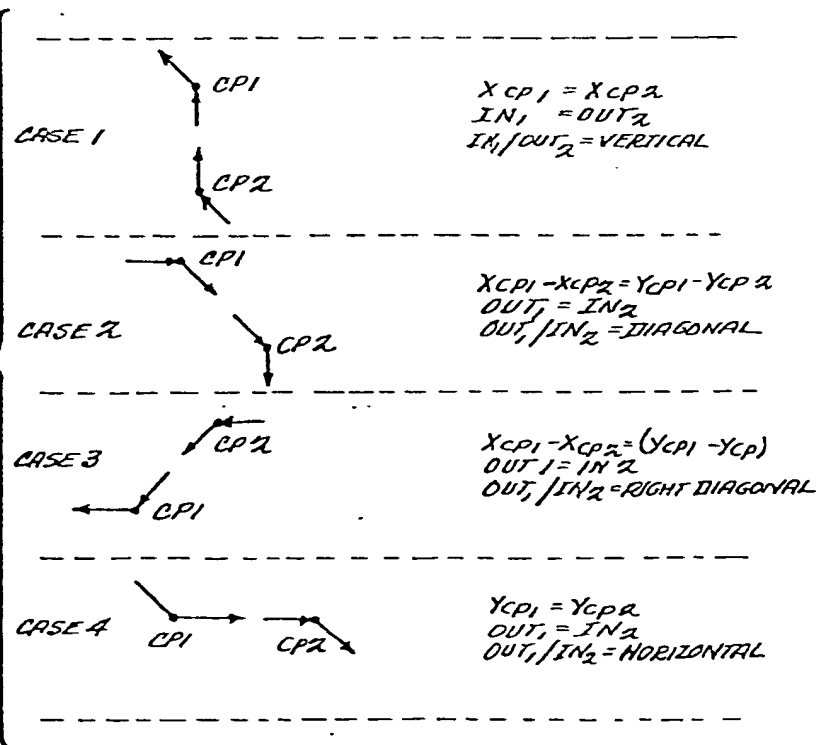 CASE 1
CP1
CP2
XCP1 = XCP2
IN1 = OUT2
IN1/OUT2 = VERTICAL
CASE 2
CP1
CP2
XCP1 - XCP2 = YCP1 - YCP2
OUT1 = IN2
OUT1/IN2 = DIAGONAL
CASE 3
CP2
CP1
XCP1 - XCP2 = (YCP1 - YCP)
OUT1 = IN2
OUT1/IN2 = RIGHT DIAGONAL
CASE 4
CP1
CP2
YCP1 = YCP2
OUT1 = IN2
OUT1/IN2 = HORIZONTAL